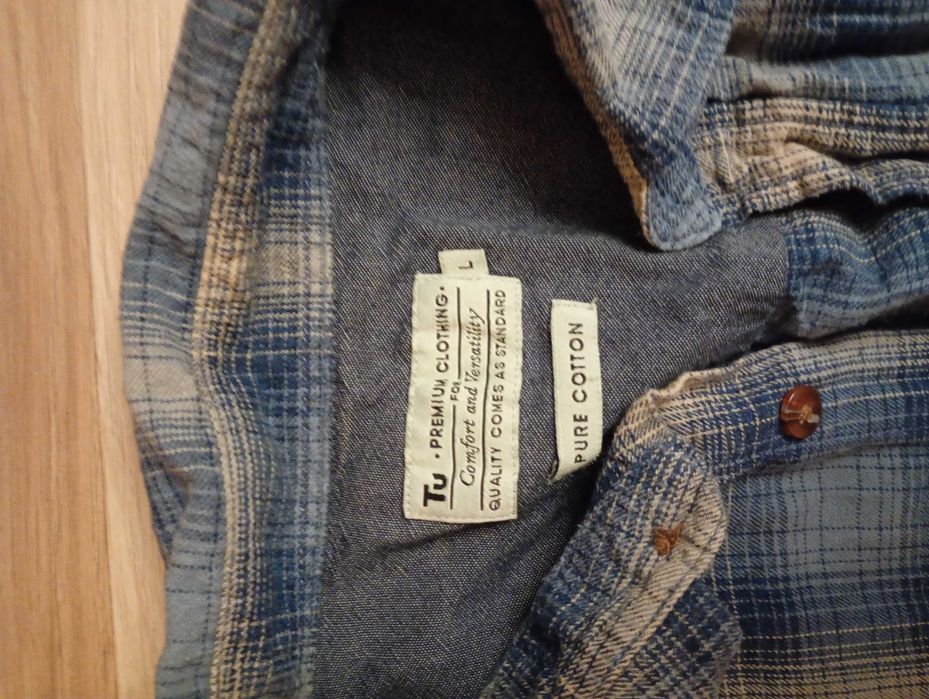 L
Tu • PREMIUM CLOTHING •
FOR
Comfort and Versatility
QUALITY COMES AS STANDARD
PURE COTTON